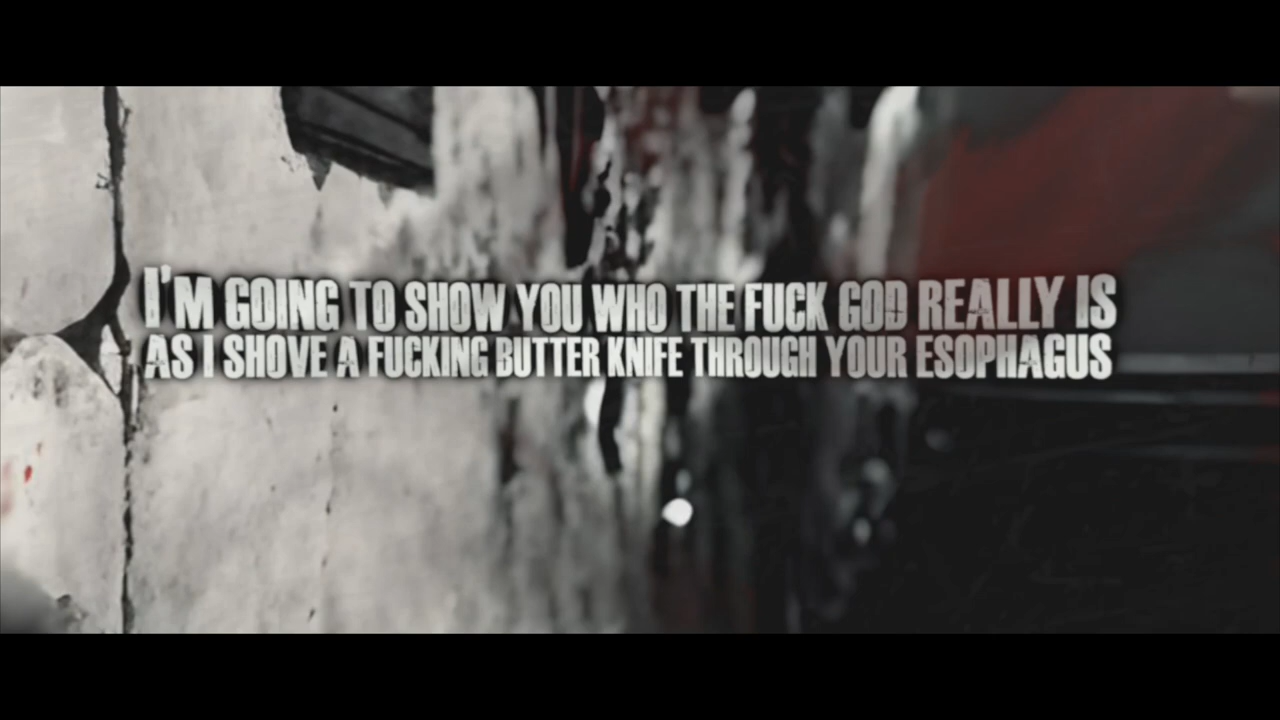 I'M GOING TO SHOW YOU WHO THE FUCK GOD REALLY IS
AS I SHOVE A FUCKING BUTTER KNIFE THROUGH YOUR ESOPHAGUS